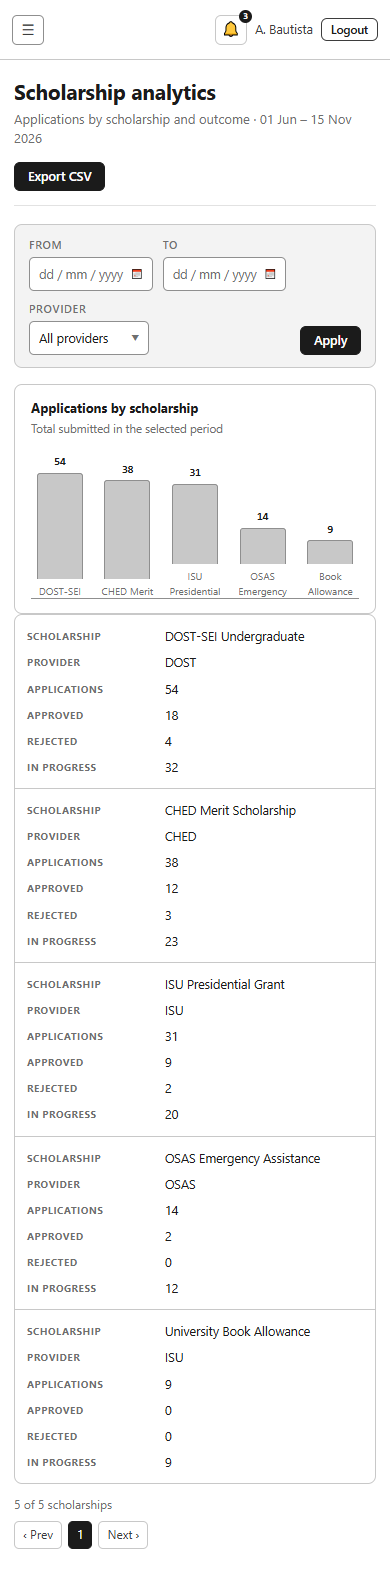 ☰
🔔 3 A. Bautista Logout
Scholarship analytics
Applications by scholarship and outcome · 01 Jun – 15 Nov
2026
Export CSV
FROM TO
dd / mm / yyyy dd / mm / yyyy
PROVIDER
All providers ▼ Apply
Applications by scholarship
Total submitted in the selected period
54 38 31 14 9
DOST-SEI CHED Merit ISU Presidential OSAS Emergency Book Allowance
SCHOLARSHIP DOST-SEI Undergraduate
PROVIDER DOST
APPLICATIONS 54
APPROVED 18
REJECTED 4
IN PROGRESS 32
SCHOLARSHIP CHED Merit Scholarship
PROVIDER CHED
APPLICATIONS 38
APPROVED 12
REJECTED 3
IN PROGRESS 23
SCHOLARSHIP ISU Presidential Grant
PROVIDER ISU
APPLICATIONS 31
APPROVED 9
REJECTED 2
IN PROGRESS 20
SCHOLARSHIP OSAS Emergency Assistance
PROVIDER OSAS
APPLICATIONS 14
APPROVED 2
REJECTED 0
IN PROGRESS 12
SCHOLARSHIP University Book Allowance
PROVIDER ISU
APPLICATIONS 9
APPROVED 0
REJECTED 0
IN PROGRESS 9
5 of 5 scholarships
‹ Prev 1 Next ›